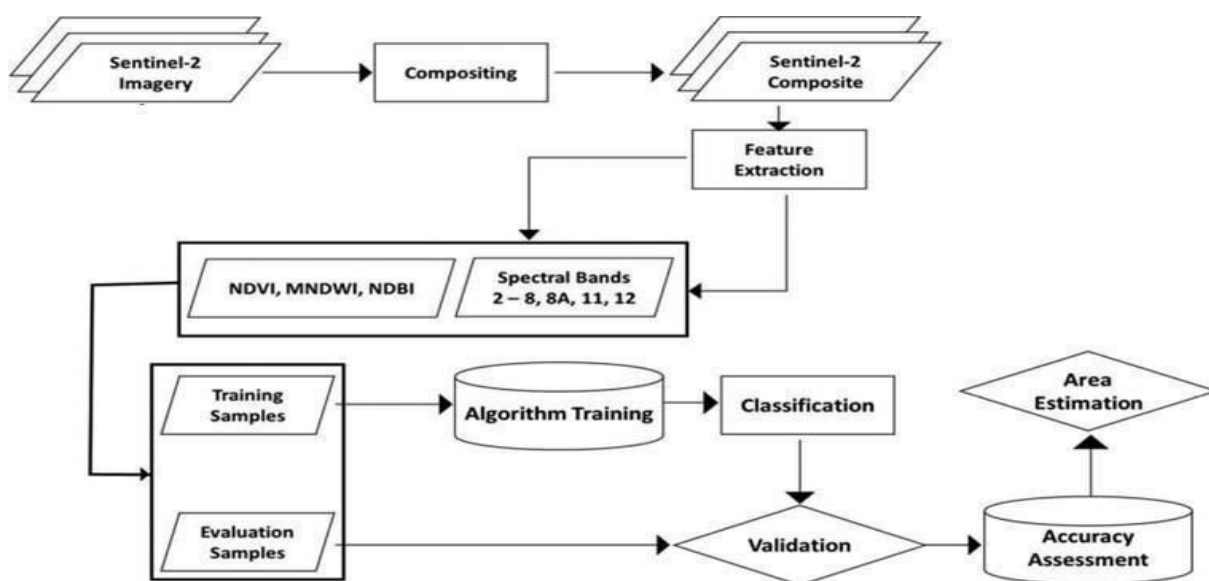 Sentinel-2
Imagery
Compositing
Sentinel-2
Composite
Feature
Extraction
NDVI, MNDWI, NDBI
Spectral Bands
2 – 8, 8A, 11, 12
Training
Samples
Algorithm Training
Classification
Area
Estimation
Evaluation
Samples
Validation
Accuracy
Assessment